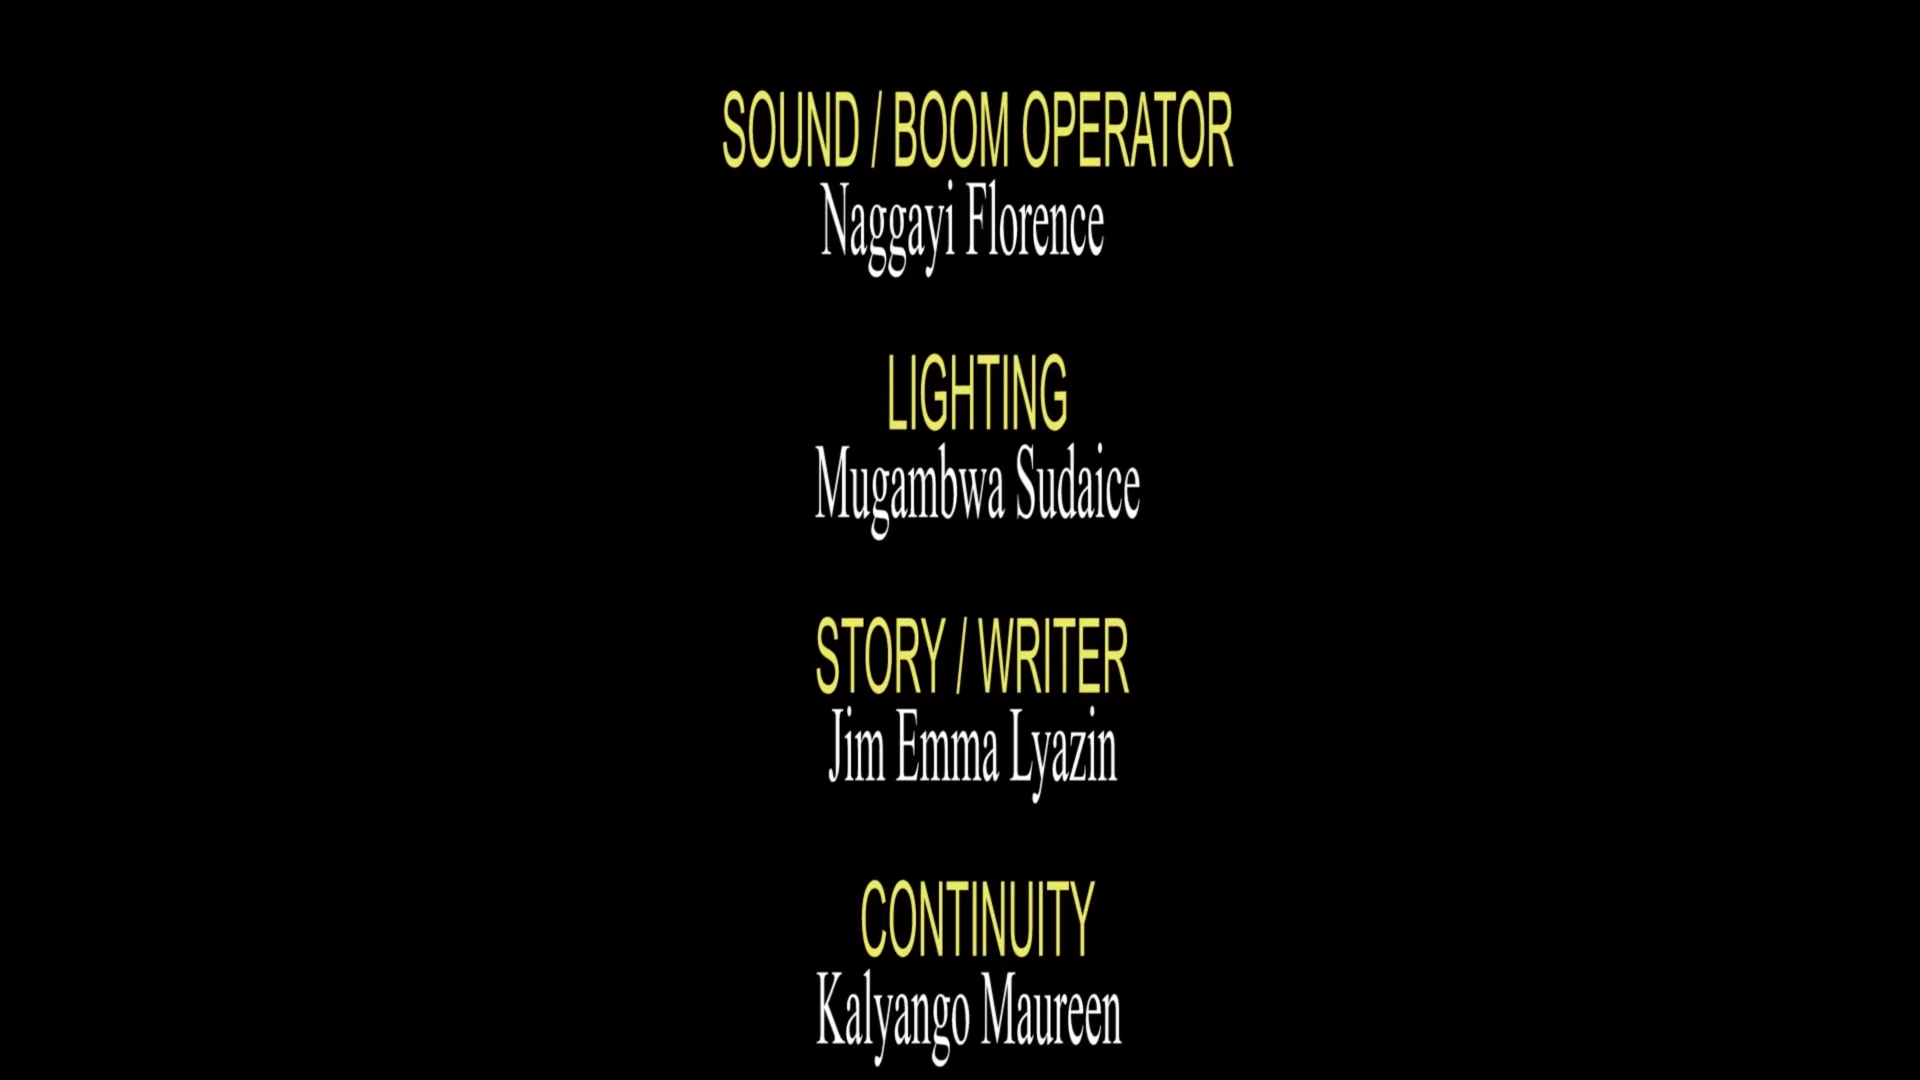 SOUND / BOOM OPERATOR
Naggayi Florence
LIGHTING
Mugambwa Sudaice
STORY / WRITER
Jim Emma Lyazin
CONTINUITY
Kalyango Maureen